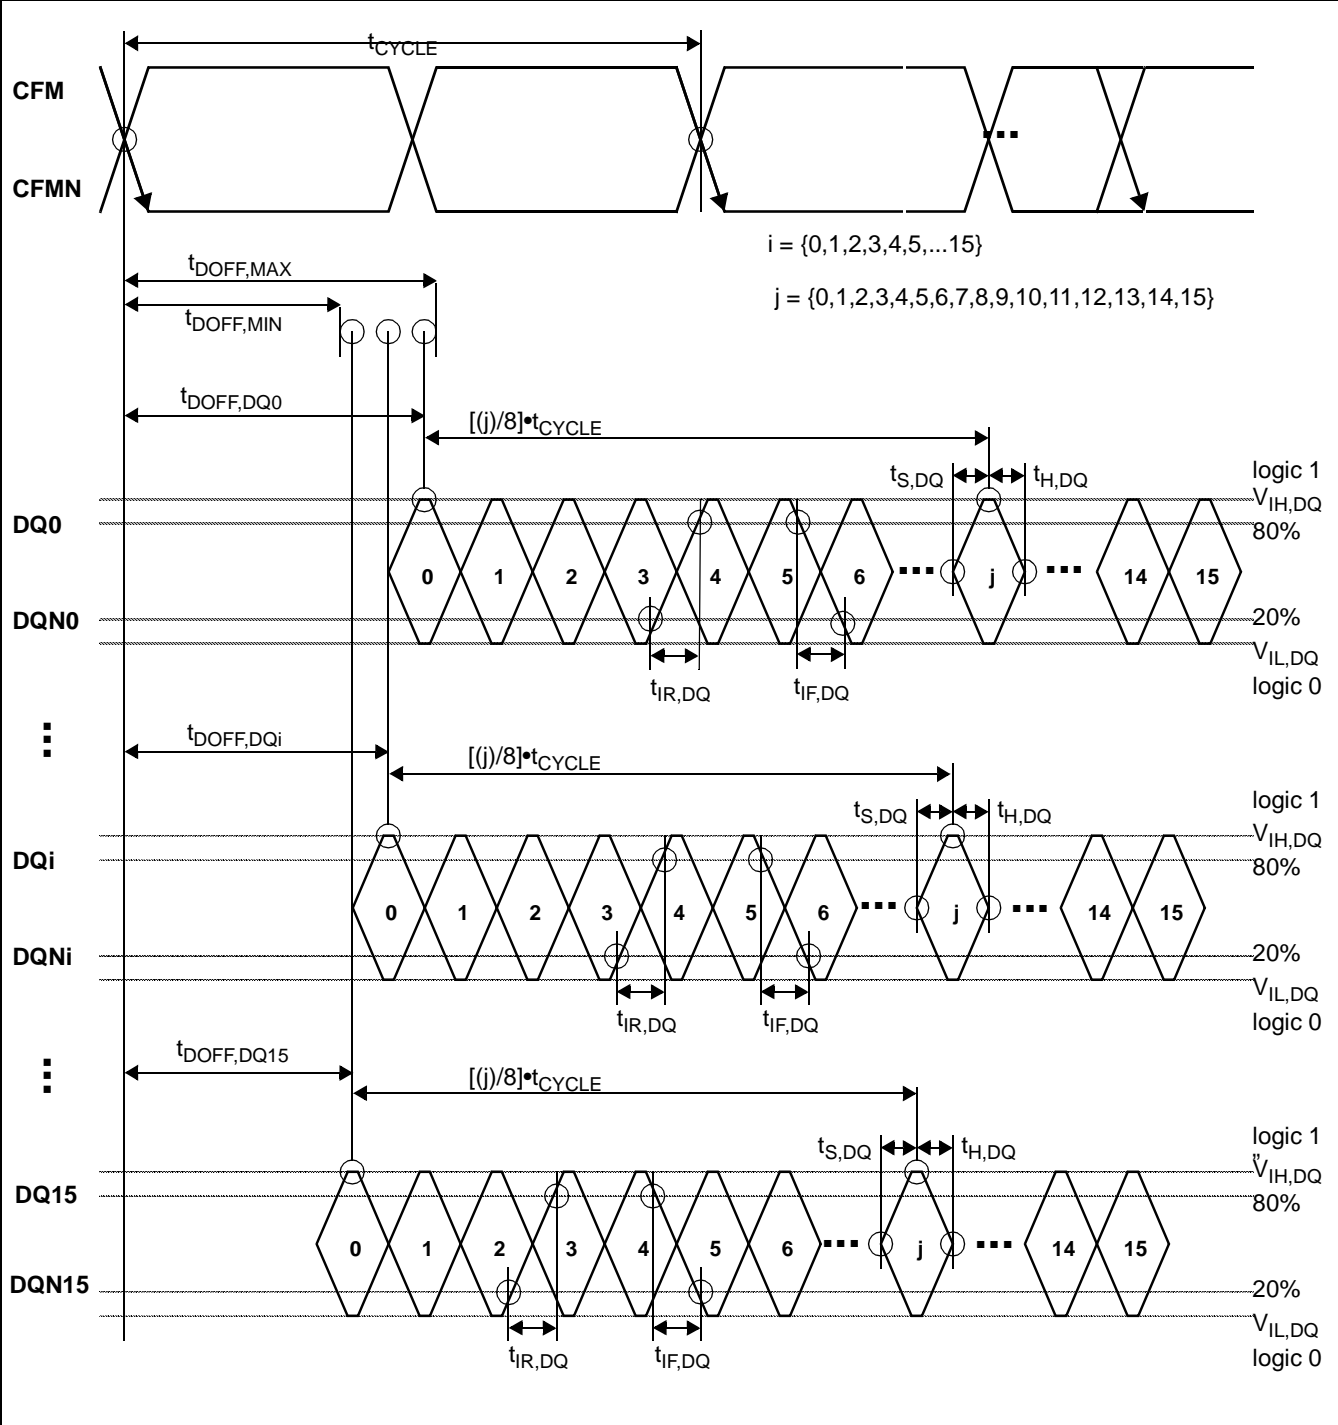 tCYCLE
CFM
CFMN
i = {0,1,2,3,4,5,...15}
tDOFF,MAX
j = {0,1,2,3,4,5,6,7,8,9,10,11,12,13,14,15}
tDOFF,MIN
tDOFF,DQ0
[(j)/8]•tCYCLE
tS,DQ tH,DQ
logic 1
VIH,DQ
DQ0
80%
0 1 2 3 4 5 6 ... j ... 14 15
DQN0
20%
VIL,DQ
tIR,DQ tIF,DQ
logic 0
tDOFF,DQi
[(j)/8]•tCYCLE
tS,DQ tH,DQ
logic 1
VIH,DQ
DQi
80%
0 1 2 3 4 5 6 ... j ... 14 15
DQNi
20%
VIL,DQ
tIR,DQ tIF,DQ
logic 0
tDOFF,DQ15
[(j)/8]•tCYCLE
tS,DQ tH,DQ
logic 1
”
VIH,DQ
DQ15
80%
0 1 2 3 4 5 6 ... j ... 14 15
DQN15
20%
VIL,DQ
tIR,DQ tIF,DQ
logic 0